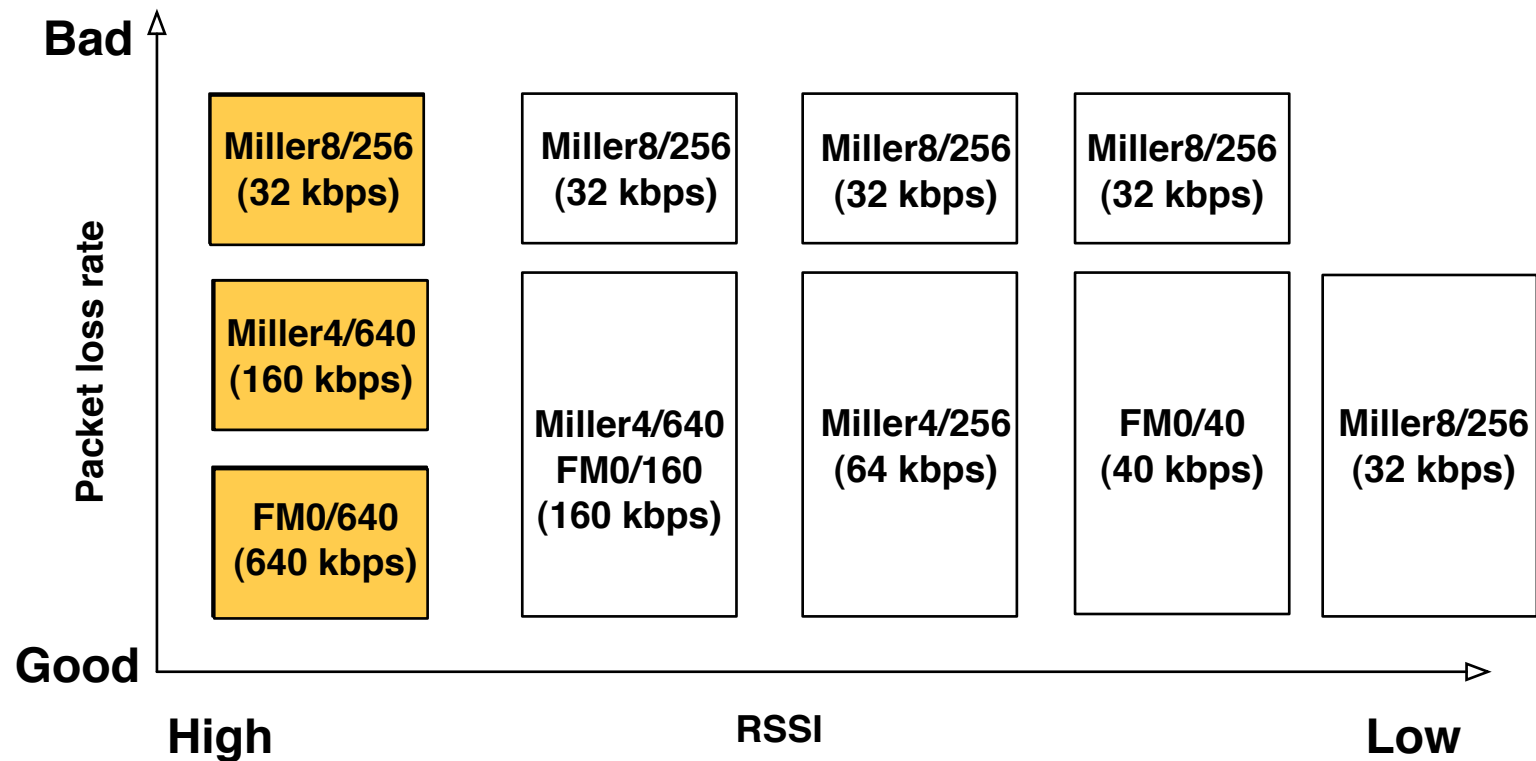 Bad
Packet loss rate
Good
Miller8/256
(32 kbps)
Miller4/640
(160 kbps)
FM0/640
(640 kbps)
Miller8/256
(32 kbps)
Miller4/640
FM0/160
(160 kbps)
Miller8/256
(32 kbps)
Miller4/256
(64 kbps)
Miller8/256
(32 kbps)
FM0/40
(40 kbps)
Miller8/256
(32 kbps)
High
RSSI
Low